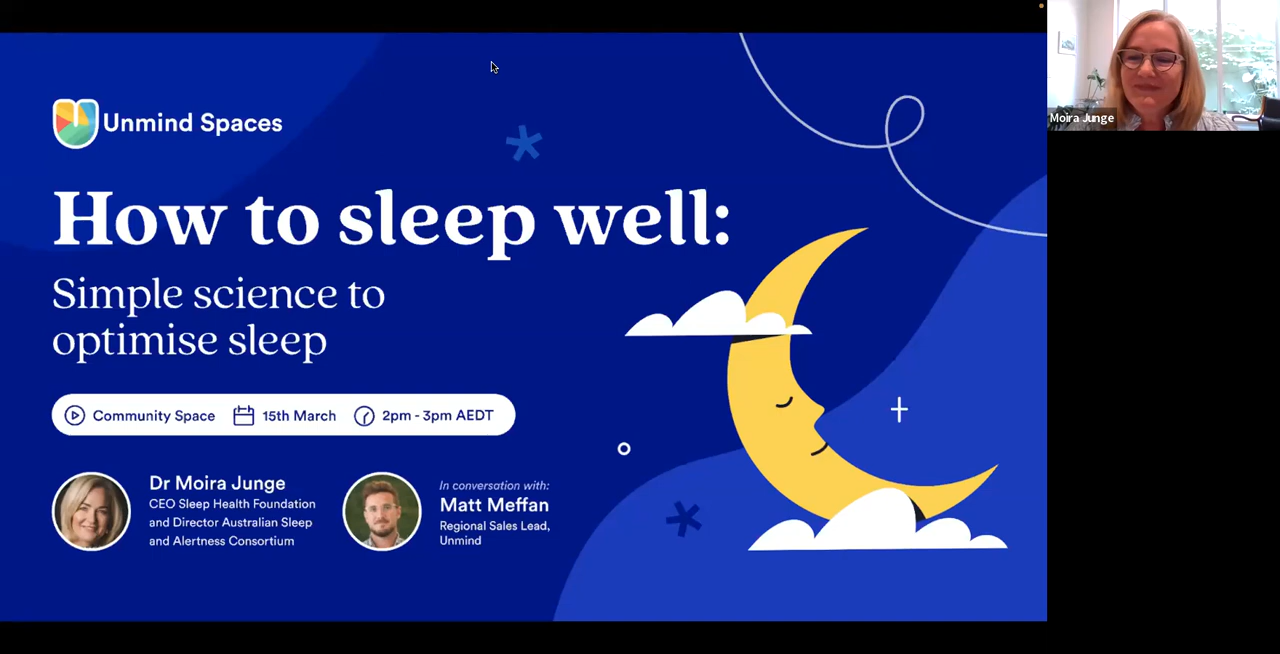 Unmind Spaces
How to sleep well:
Simple science to
optimise sleep
Community Space 15th March 2pm - 3pm AEDT
Dr Moira Junge
CEO Sleep Health Foundation
and Director Australian Sleep
and Alertness Consortium
In conversation with:
Matt Meffan
Regional Sales Lead,
Unmind
Moira Junge